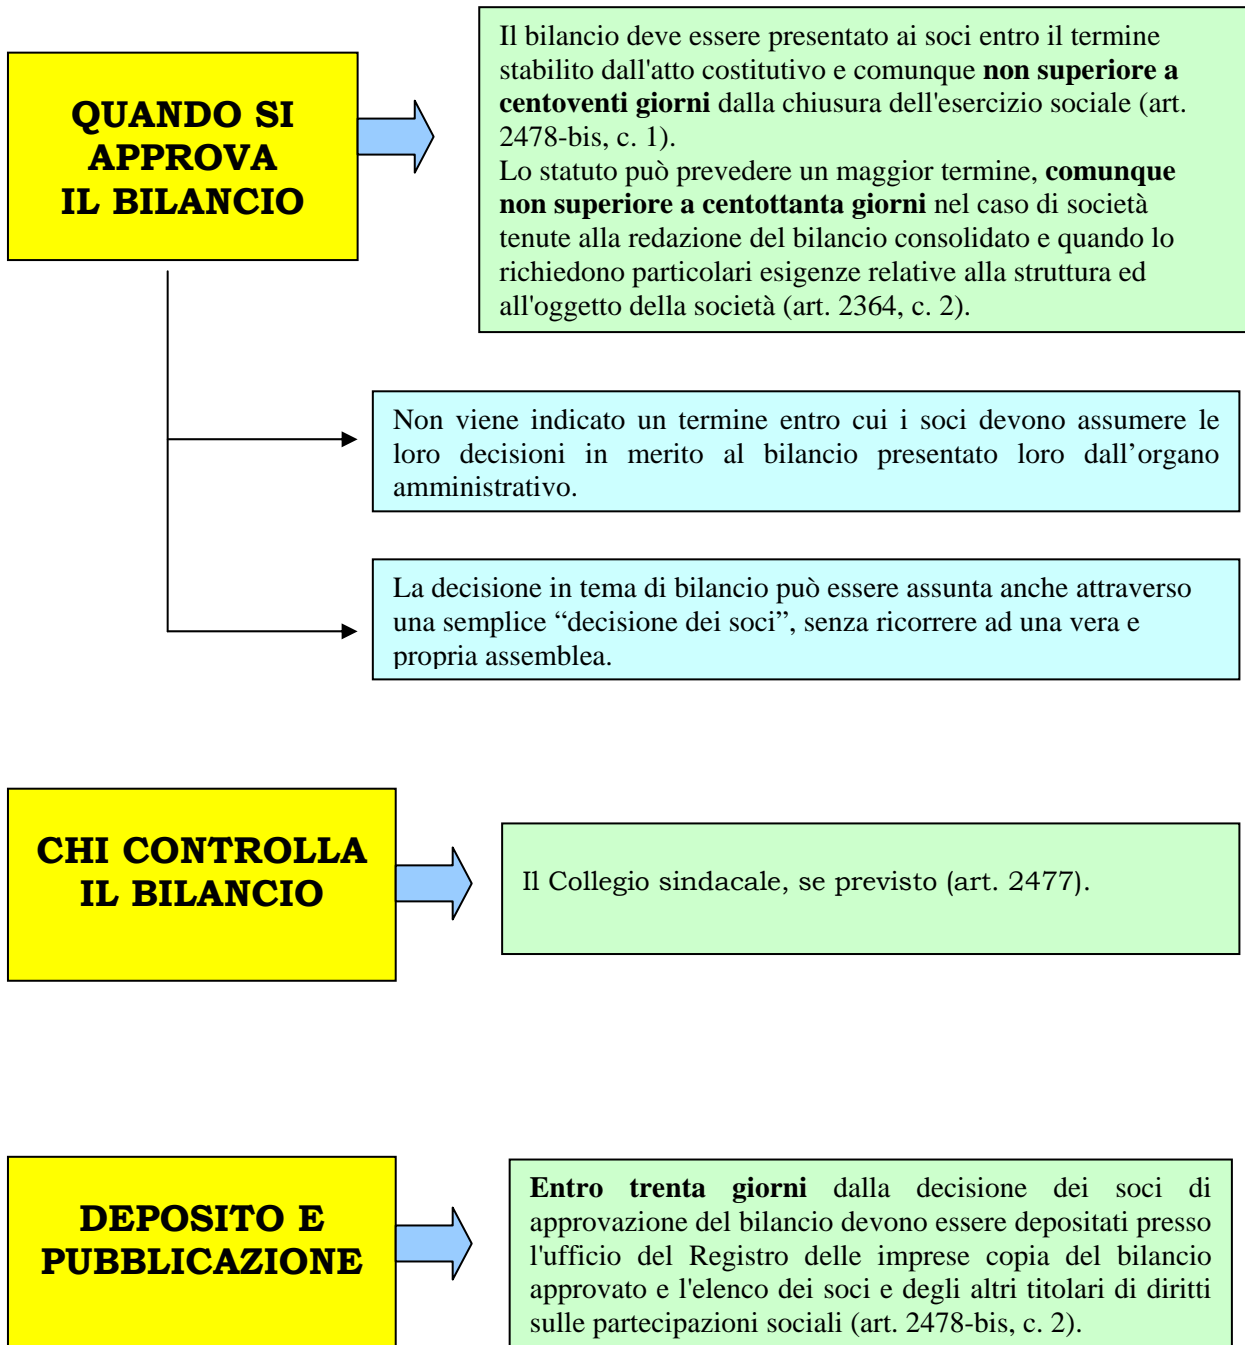 QUANDO SI
APPROVA
IL BILANCIO
Il bilancio deve essere presentato ai soci entro il termine
stabilito dall'atto costitutivo e comunque non superiore a
centoventi giorni dalla chiusura dell'esercizio sociale (art.
2478-bis, c. 1).
Lo statuto può prevedere un maggior termine, comunque
non superiore a centottanta giorni nel caso di società
tenute alla redazione del bilancio consolidato e quando lo
richiedono particolari esigenze relative alla struttura ed
all'oggetto della società (art. 2364, c. 2).
Non viene indicato un termine entro cui i soci devono assumere le
loro decisioni in merito al bilancio presentato loro dall’organo
amministrativo.
La decisione in tema di bilancio può essere assunta anche attraverso
una semplice “decisione dei soci”, senza ricorrere ad una vera e
propria assemblea.
CHI CONTROLLA
IL BILANCIO
Il Collegio sindacale, se previsto (art. 2477).
DEPOSITO E
PUBBLICAZIONE
Entro trenta giorni dalla decisione dei soci di
approvazione del bilancio devono essere depositati presso
l'ufficio del Registro delle imprese copia del bilancio
approvato e l'elenco dei soci e degli altri titolari di diritti
sulle partecipazioni sociali (art. 2478-bis, c. 2).